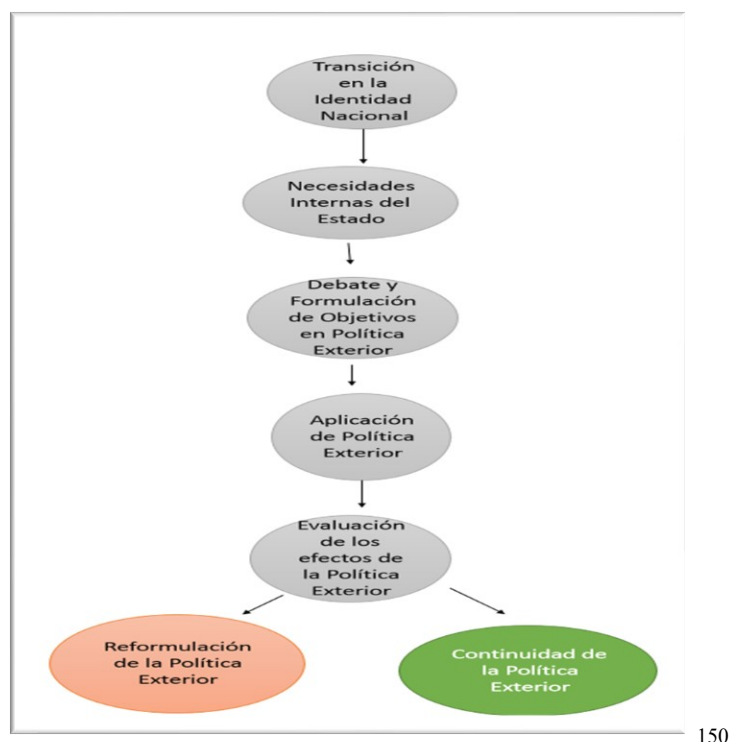 Transición
en la
Identidad
Nacional
Necesidades
Internas del
Estado
Debate y
Formulación
de Objetivos
en Política
Exterior
Aplicación
de Política
Exterior
Evaluación
de los
efectos de
la Política
Exterior
Reformulación
de la Política
Exterior
Continuidad de
la Política
Exterior
150